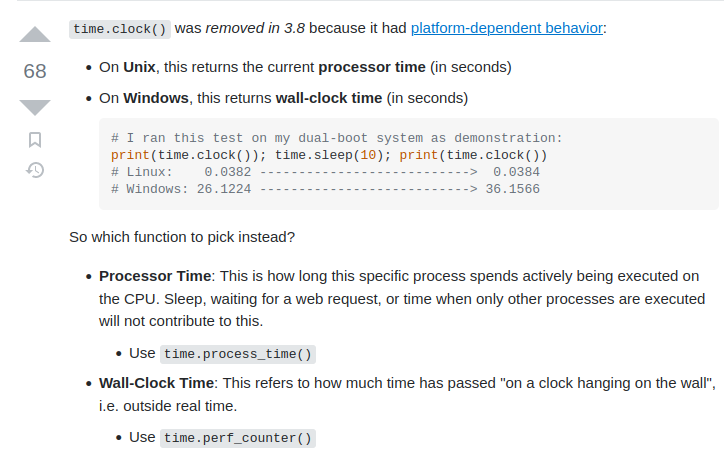 time.clock() was removed in 3.8 because it had platform-dependent behavior:
68
• On Unix, this returns the current processor time (in seconds)
• On Windows, this returns wall-clock time (in seconds)
# I ran this test on my dual-boot system as demonstration:
print(time.clock()); time.sleep(10); print(time.clock())
# Linux:    0.0382 ---------------------------->  0.0384
# Windows: 26.1224 ----------------------------> 36.1566
So which function to pick instead?
• Processor Time: This is how long this specific process spends actively being executed on
the CPU. Sleep, waiting for a web request, or time when only other processes are executed
will not contribute to this.
• Use time.process_time()
• Wall-Clock Time: This refers to how much time has passed "on a clock hanging on the wall",
i.e. outside real time.
• Use time.perf_counter()